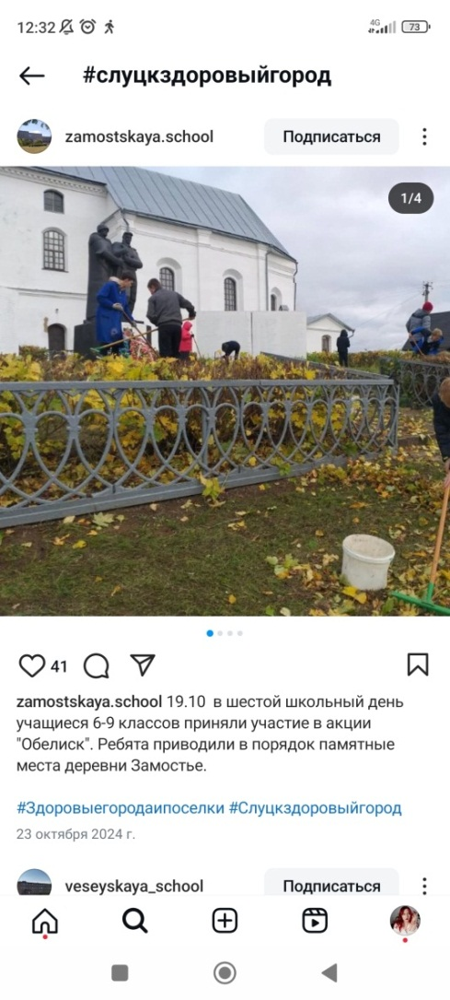 12:32 4G 73
#слуцкздоровыйгород
zamostskaya.school Подписаться
1/4
41
zamostskaya.school 19.10 в шестой школьный день
учащиеся 6-9 классов приняли участие в акции
"Обелиск". Ребята приводили в порядок памятные
места деревни Замостье.
#Здоровыегородаипоселки #Слуцкздоровыйгород
23 октября 2024 г.
veseyskaya_school Подписаться